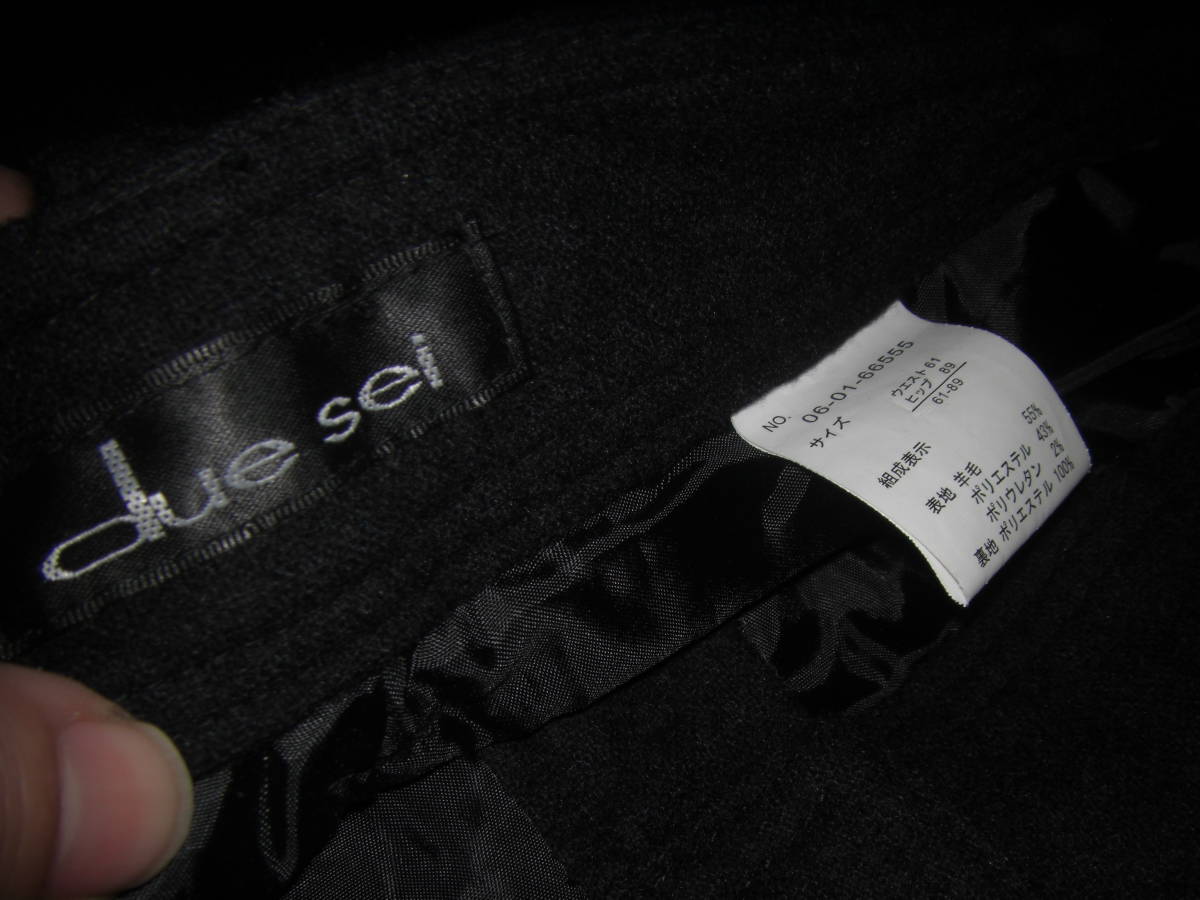 due sei
NO. 06-01-66555
サイズ ウエスト 61
ヒップ 89
61-89
組成表示
表地 羊毛 55%
ポリエステル 43%
ポリウレタン 2%
裏地 ポリエステル 100%